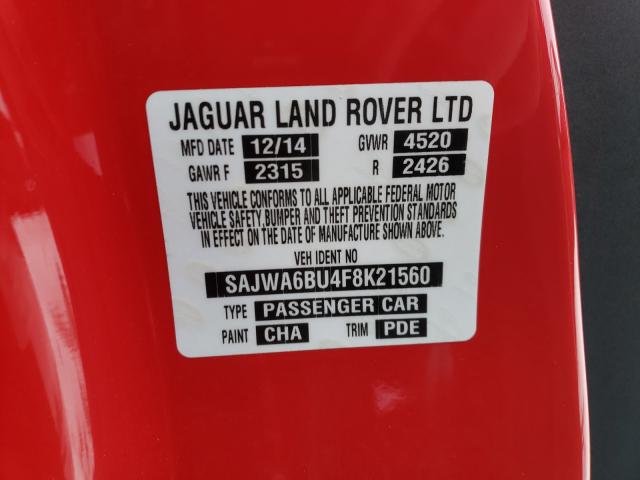 JAGUAR LAND ROVER LTD
MFD DATE 12/14 GVWR 4520
GAWR F 2315 R 2426
THIS VEHICLE CONFORMS TO ALL APPLICABLE FEDERAL MOTOR
VEHICLE SAFETY,BUMPER AND THEFT PREVENTION STANDARDS
IN EFFECT ON THE DATE OF MANUFACTURE SHOWN ABOVE.
VEH IDENT NO
SAJWA6BU4F8K21560
TYPE PASSENGER CAR
PAINT CHA TRIM PDE